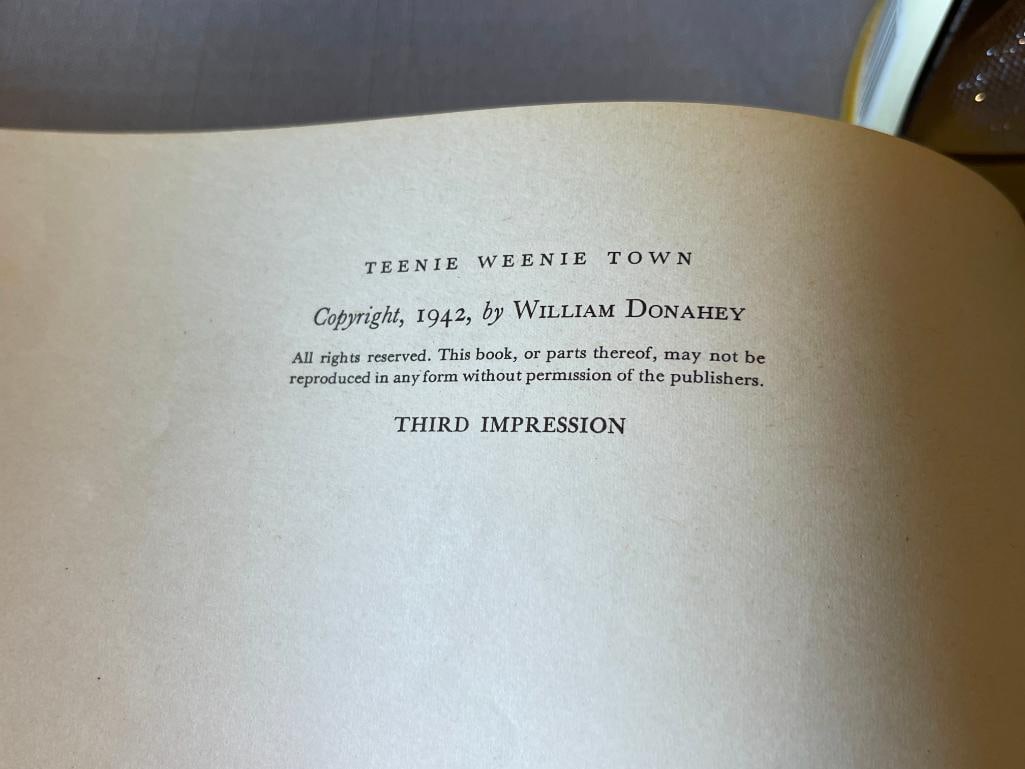 TEENIE WEENIE TOWN
Copyright, 1942, by WILLIAM DONAHEY
All rights reserved. This book, or parts thereof, may not be
reproduced in any form without permission of the publishers.
THIRD IMPRESSION